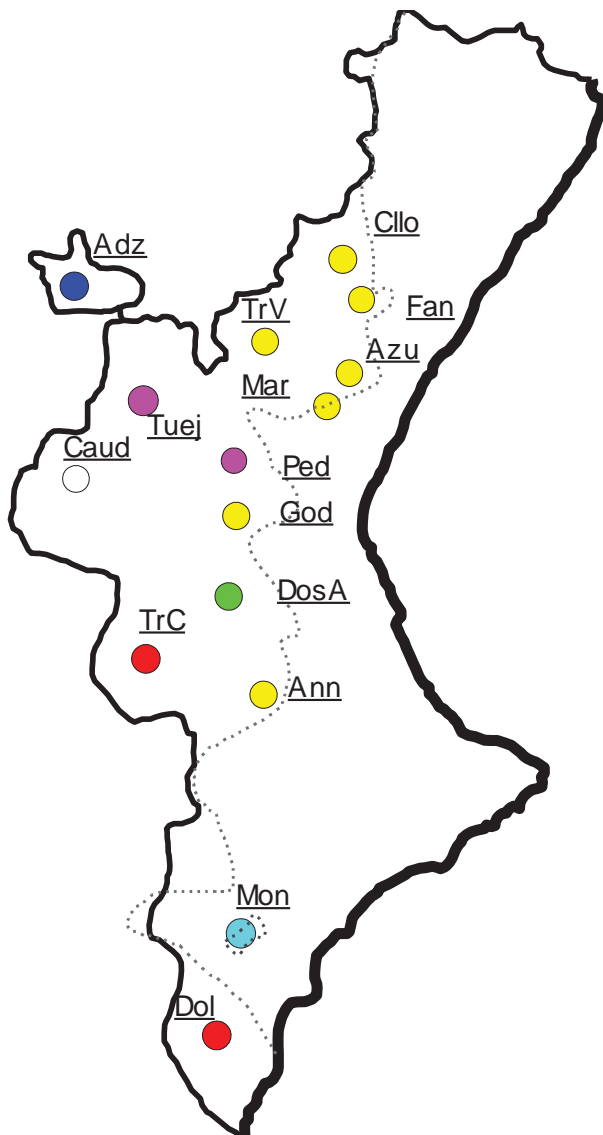 Cllo
Adz
Fan
TrV
Azu
Mar
Tuej
Caud
Ped
God
DosA
TrC
Ann
Mon
Dol